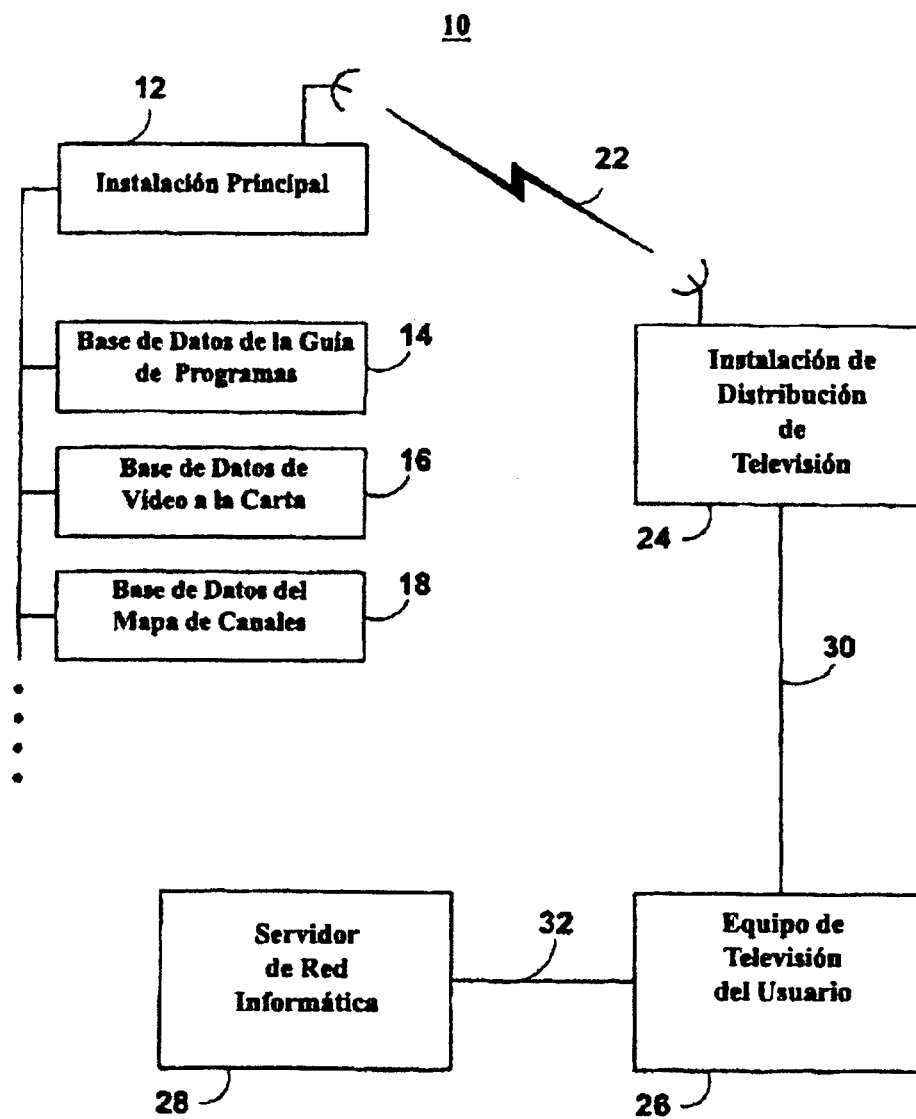 10
12
Instalación Principal
22
Base de Datos de la Guía
de Programas
14
Base de Datos de
Vídeo a la Carta
16
Base de Datos del
Mapa de Canales
18
Instalación de
Distribución
de
Televisión
24
30
Servidor
de Red
Informática
28
32
Equipo de
Televisión
del Usuario
26